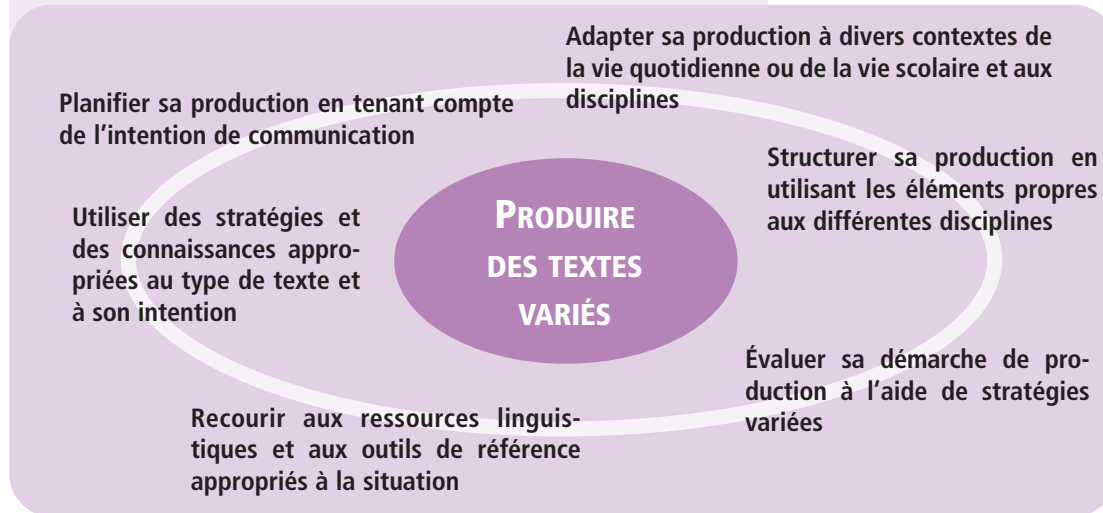 Adapter sa production à divers contextes de
la vie quotidienne ou de la vie scolaire et aux
disciplines
Planifier sa production en tenant compte
de l'intention de communication
Structurer sa production en
utilisant les éléments propres
aux différentes disciplines
Utiliser des stratégies et
des connaissances appro-
priées au type de texte et
à son intention
PRODUIRE
DES TEXTES
VARIÉS
Évaluer sa démarche de pro-
duction à l'aide de stratégies
variées
Recourir aux ressources linguis-
tiques et aux outils de référence
appropriés à la situation